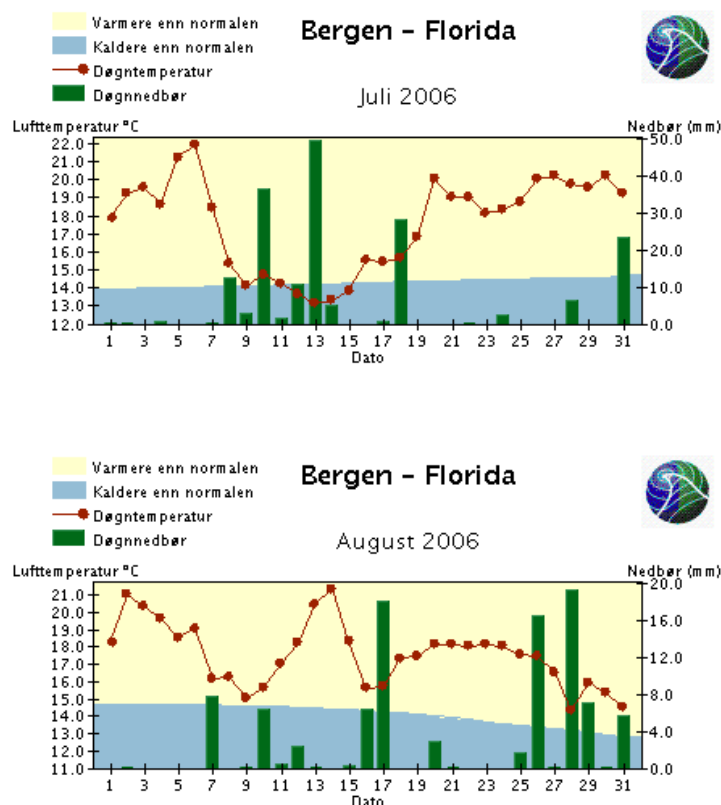 Varmere enn normalen
Kaldere enn normalen
Døgntemperatur
Døgnnedbør
Bergen – Florida
Juli 2006
Lufttemperatur °C
Nedbør (mm)
22.0
21.0
20.0
19.0
18.0
17.0
16.0
15.0
14.0
13.0
12.0
50.0
40.0
30.0
20.0
10.0
0.0
1 3 5 7 9 11 13 15 17 19 21 23 25 27 29 31
Dato
Varmere enn normalen
Kaldere enn normalen
Døgntemperatur
Døgnnedbør
Bergen – Florida
August 2006
Lufttemperatur °C
Nedbør (mm)
21.0
20.0
19.0
18.0
17.0
16.0
15.0
14.0
13.0
12.0
11.0
20.0
16.0
12.0
8.0
4.0
0.0
1 3 5 7 9 11 13 15 17 19 21 23 25 27 29 31
Dato